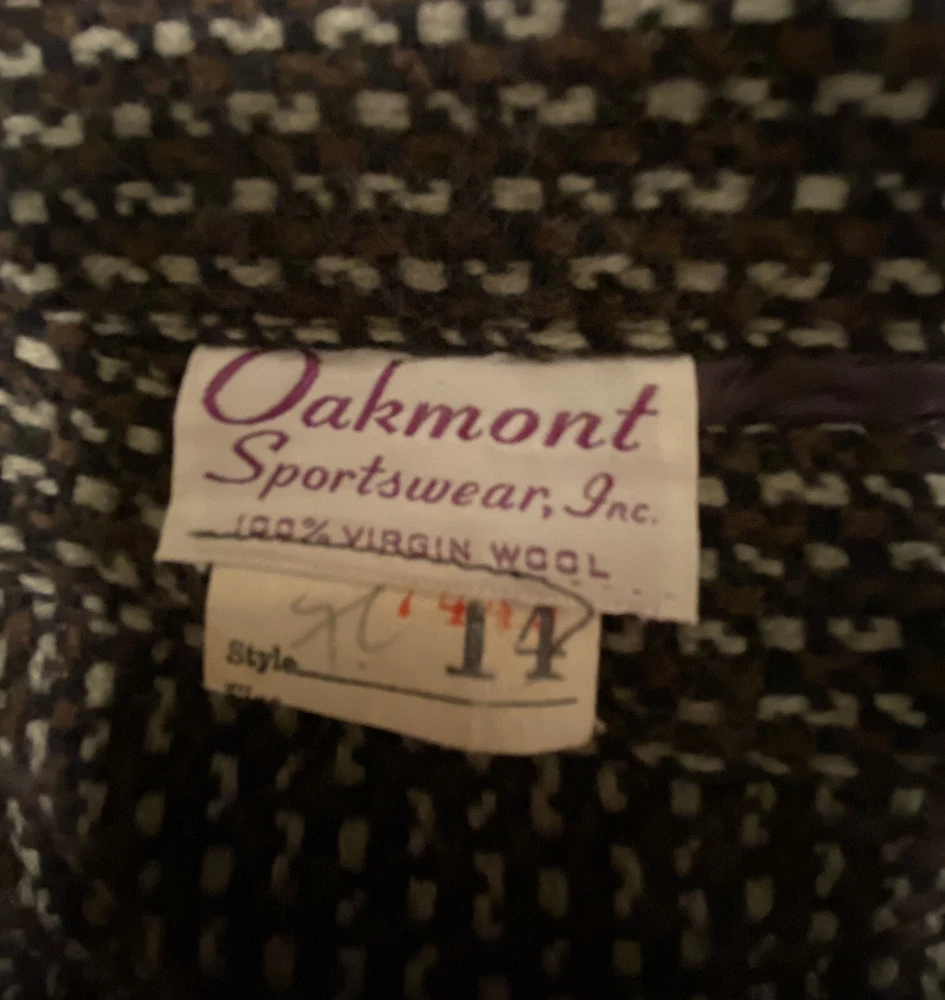 Oakmont
Sportswear, Inc.
100% VIRGIN WOOL
14
Style